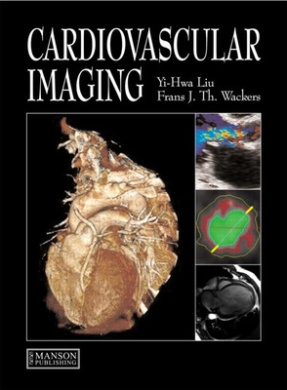 CARDIOVASCULAR
IMAGING
Yi-Hwa Liu
Frans J. Th. Wackers
MANSON
PUBLISHING